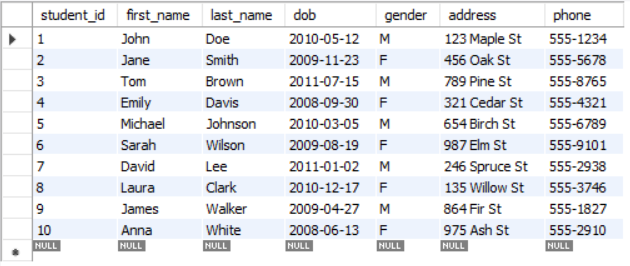 student_id first_name last_name dob gender address phone
1 John Doe 2010-05-12 M 123 Maple St 555-1234
2 Jane Smith 2009-11-23 F 456 Oak St 555-5678
3 Tom Brown 2011-07-15 M 789 Pine St 555-8765
4 Emily Davis 2008-09-30 F 321 Cedar St 555-4321
5 Michael Johnson 2010-03-05 M 654 Birch St 555-6789
6 Sarah Wilson 2009-08-19 F 987 Elm St 555-9101
7 David Lee 2011-01-02 M 246 Spruce St 555-2938
8 Laura Clark 2010-12-17 F 135 Willow St 555-3746
9 James Walker 2009-04-27 M 864 Fir St 555-1827
10 Anna White 2008-06-13 F 975 Ash St 555-2910
NULL NULL NULL NULL NULL NULL NULL